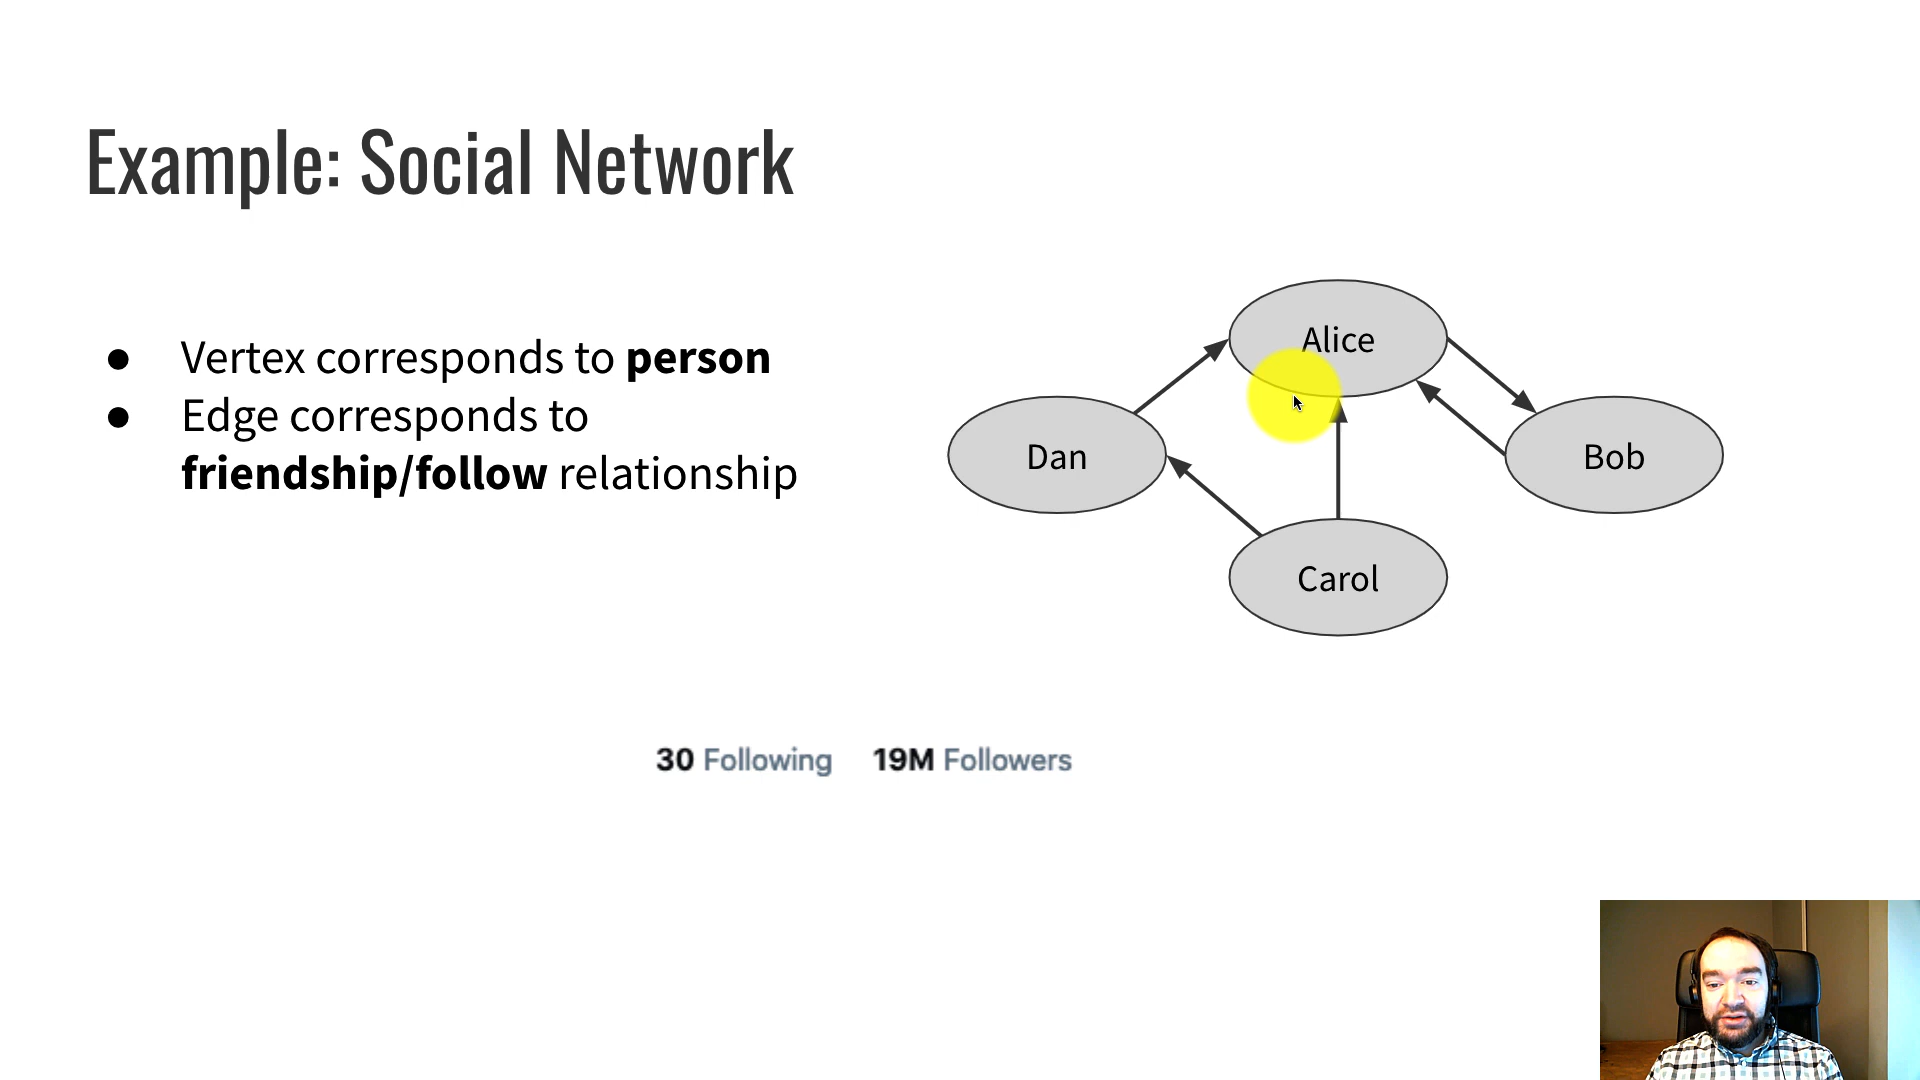 Example: Social Network
● Vertex corresponds to person
● Edge corresponds to
friendship/follow relationship
Alice
Dan
Bob
Carol
30 Following 19M Followers